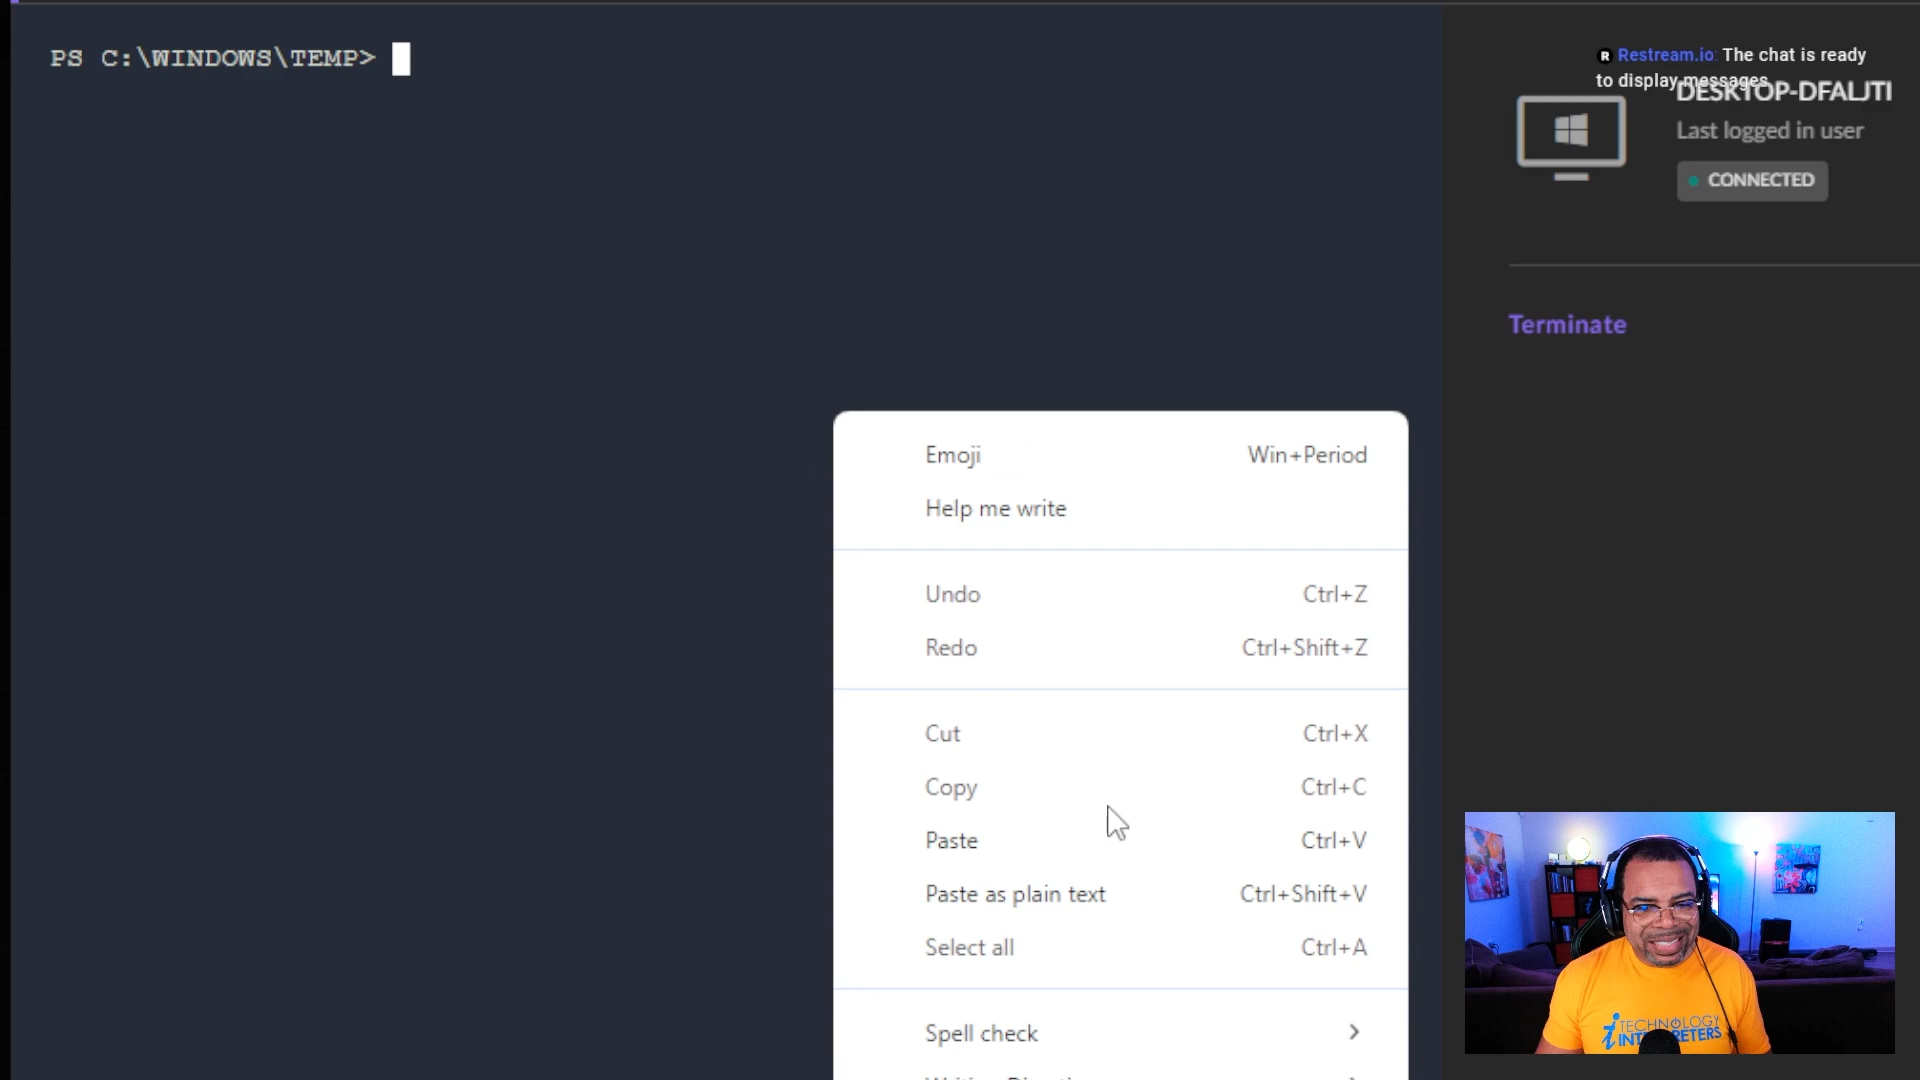 PS C:\WINDOWS\TEMP>
Restream.io: The chat is ready
to display messages
DESKTOP-DFALJTI
Last logged in user
CONNECTED
Terminate
Emoji Win+Period
Help me write
Undo Ctrl+Z
Redo Ctrl+Shift+Z
Cut Ctrl+X
Copy Ctrl+C
Paste Ctrl+V
Paste as plain text Ctrl+Shift+V
Select all Ctrl+A
Spell check
TECHNOLOGY